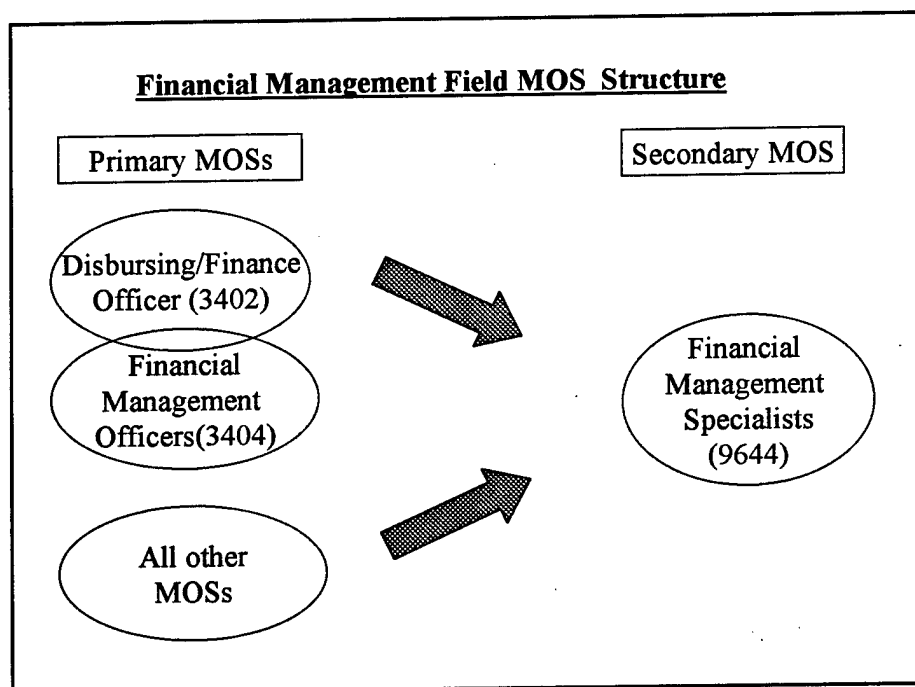 Financial Management Field MOS Structure
Primary MOSs
Secondary MOS
Disbursing/Finance
Officer (3402)
Financial
Management
Officers(3404)
All other
MOSs
Financial
Management
Specialists
(9644)